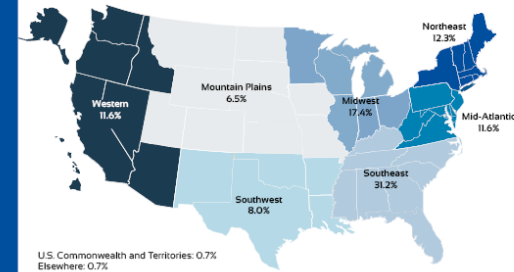 Northeast
12.3%
Mountain Plains
6.5%
Western
11.6%
Midwest
17.4%
Mid-Atlantic
11.6%
Southeast
31.2%
Southwest
8.0%
U.S. Commonwealth and Territories: 0.7%
Elsewhere: 0.7%